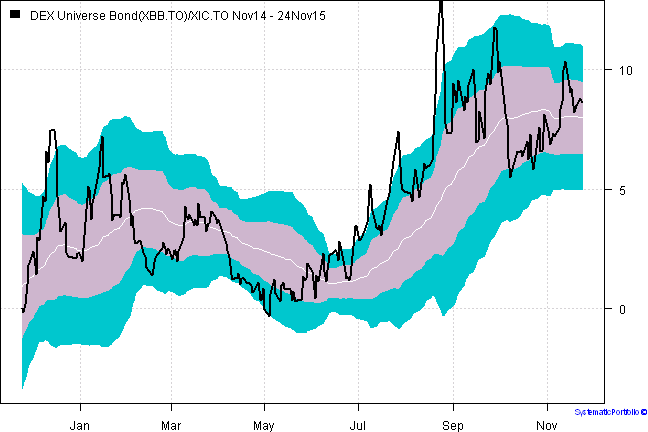 DEX Universe Bond(XBB.TO)/XIC.TO Nov14 - 24Nov15
10
5
0
Jan Mar May Jul Sep Nov
SystematicPortfolio ©